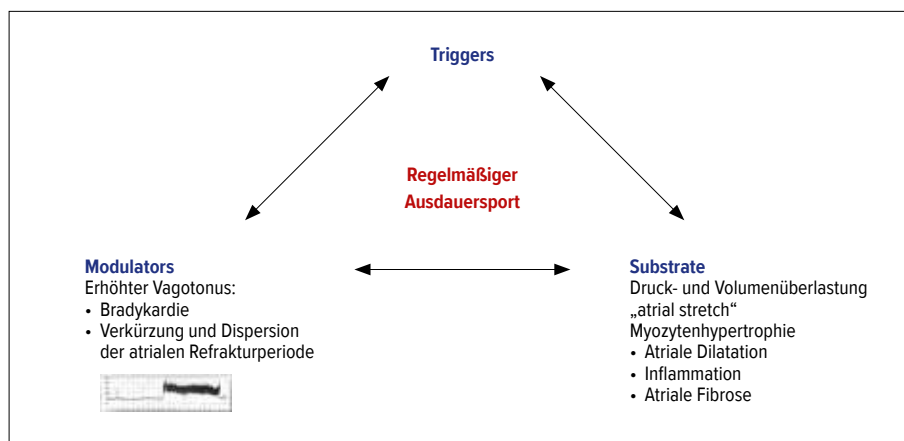 Triggers
Regelmäßiger
Ausdauersport
Modulators
Erhöhter Vagotonus:
• Bradykardie
• Verkürzung und Dispersion
der atrialen Refrakturperiode
Substrate
Druck- und Volumenüberlastung
„atrial stretch“
Myozytenhypertrophie
• Atriale Dilatation
• Inflammation
• Atriale Fibrose